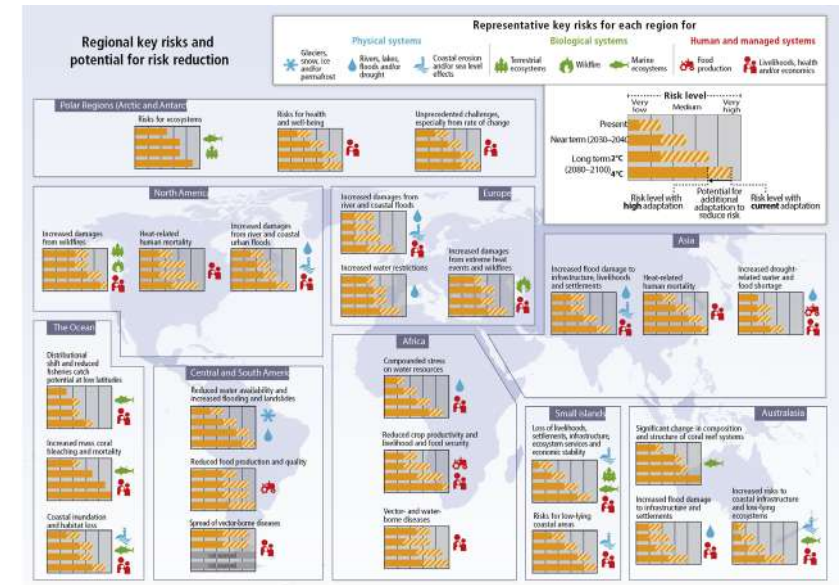 Regional key risks and
potential for risk reduction
Representative key risks for each region for
Physical systems
Biological systems
Human and managed systems
Glaciers,
snow, ice
and/or
permafrost
Rivers, lakes,
floods and/or
drought
Coastal erosion
and/or sea level
effects
Terrestrial
ecosystems
Wildfire
Marine
ecosystems
Food
production
Livelihoods, health
and/or economics
Risk level
Very
low
Medium
Very
high
Present
Near term (2030–2040
Long term 2°C
(2080–2100) 4°C
Risk level with
high adaptation
Potential for
additional
adaptation to
reduce risk
Risk level with
current adaptation
Polar Regions (Arctic and Antarc
Risks for ecosystems
Risks for health
and well-being
Unprecedented challenges,
especially from rate of change
North America
Increased damages
from wildfires
Heat-related
human mortality
Increased damages
from river and coastal
urban floods
Europe
Increased damages from
river and coastal floods
Increased water restrictions
Increased damages
from extreme heat
events and wildfires
Asia
Increased flood damage to
infrastructure, livelihoods
and settlements
Heat-related
human mortality
Increased drought-
related water and
food shortage
The Ocean
Distributional
shift and reduced
fisheries catch
potential at low latitudes
Increased mass coral
bleaching and mortality
Coastal inundation
and habitat loss
Central and South Americ
Reduced water availability and
increased flooding and landslides
Reduced food production and quality
Spread of vector-borne diseases
Africa
Compounded stress
on water resources
Reduced crop productivity and
livelihood and food security
Vector- and water-
borne diseases
Small islands
Loss of livelihoods,
settlements, infrastructure,
ecosystem services and
economic stability
Risks for low-lying
coastal areas
Australasia
Significant change in composition
and structure of coral reef systems
Increased flood damage
to infrastructure and
settlements
Increased risks to
coastal infrastructure
and low-lying
ecosystems